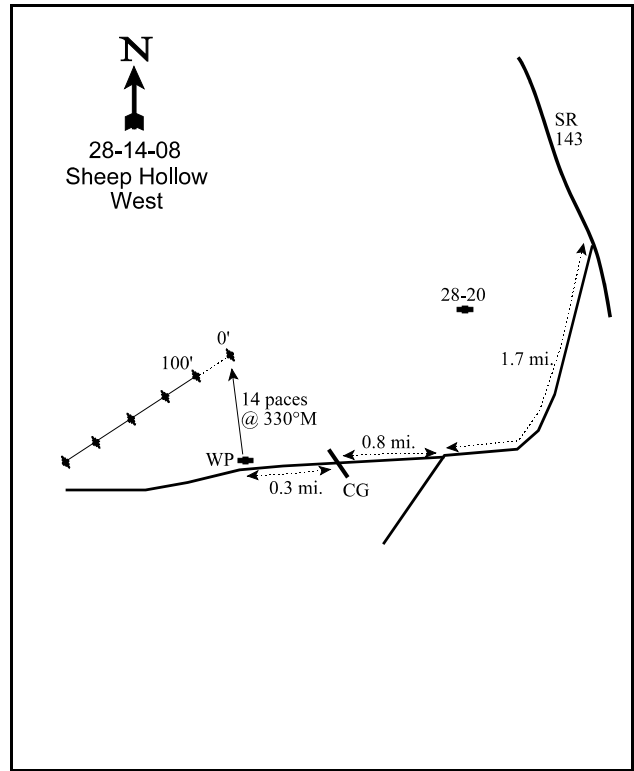 N
28-14-08
Sheep Hollow
West
SR
143
28-20
1.7 mi.
0'
100'
14 paces
@ 330°M
0.8 mi.
WP
0.3 mi.
CG